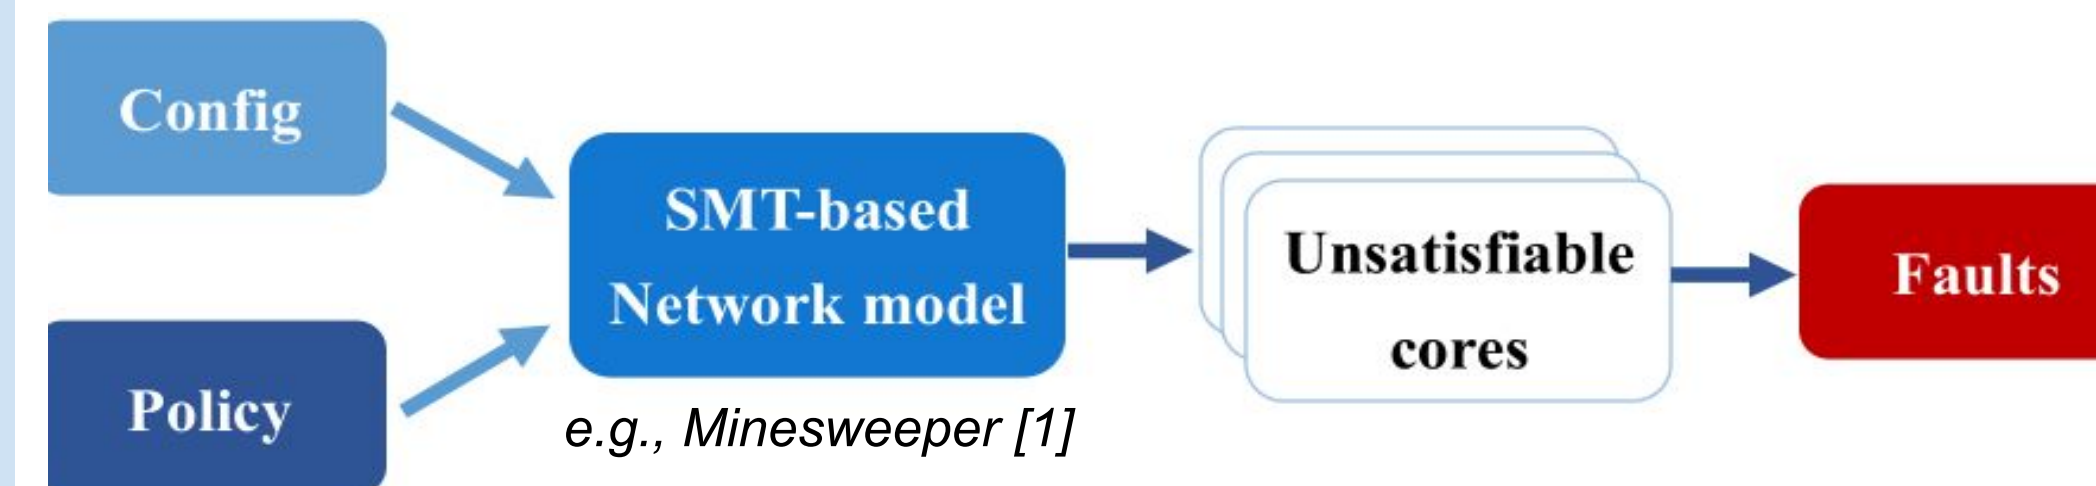 Config
Policy
SMT-based
Network model
e.g., Minesweeper [1]
Unsatisfiable
cores
Faults